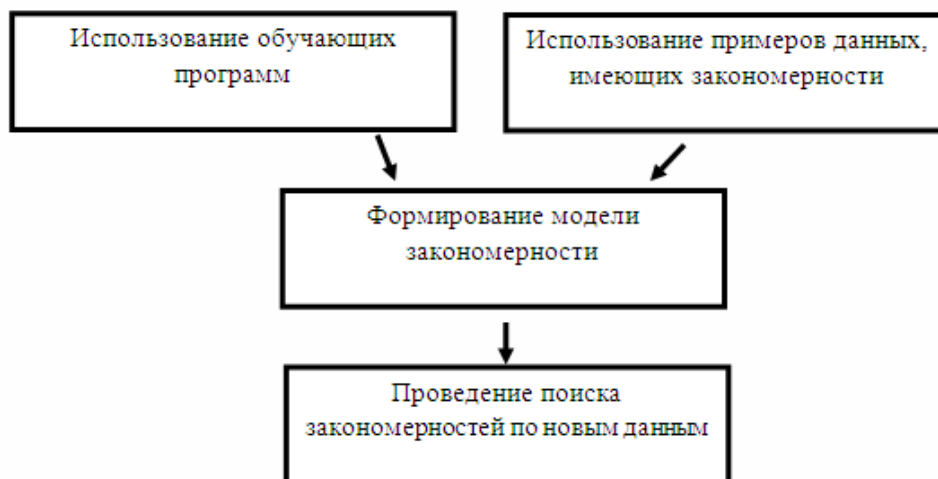 Использование обучающих
программ
Использование примеров данных,
имеющих закономерности
Формирование модели
закономерности
Проведение поиска
закономерностей по новым данным